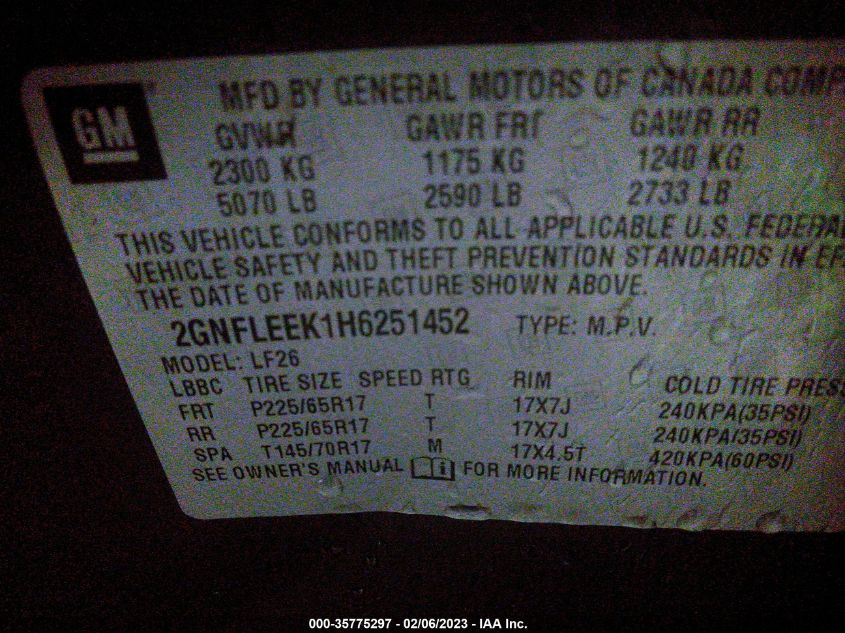 GM
MFD BY GENERAL MOTORS OF CANADA COMP
GVWR GAWR FRT GAWR RR
2300 KG 1175 KG 1240 KG
5070 LB 2590 LB 2733 LB
THIS VEHICLE CONFORMS TO ALL APPLICABLE U.S. FEDERAL
VEHICLE SAFETY AND THEFT PREVENTION STANDARDS IN EF
THE DATE OF MANUFACTURE SHOWN ABOVE.
2GNFLEEK1H6251452 TYPE: M.P.V.
MODEL: LF26
LBBC TIRE SIZE SPEED RTG RIM COLD TIRE PRES
FRT P225/65R17 T 17X7J 240KPA(35PSI)
RR P225/65R17 T 17X7J 240KPA(35PSI)
SPA T145/70R17 M 17X4.5T 420KPA(60PSI)
SEE OWNER'S MANUAL i FOR MORE INFORMATION.
000-35775297 - 02/06/2023 - IAA Inc.